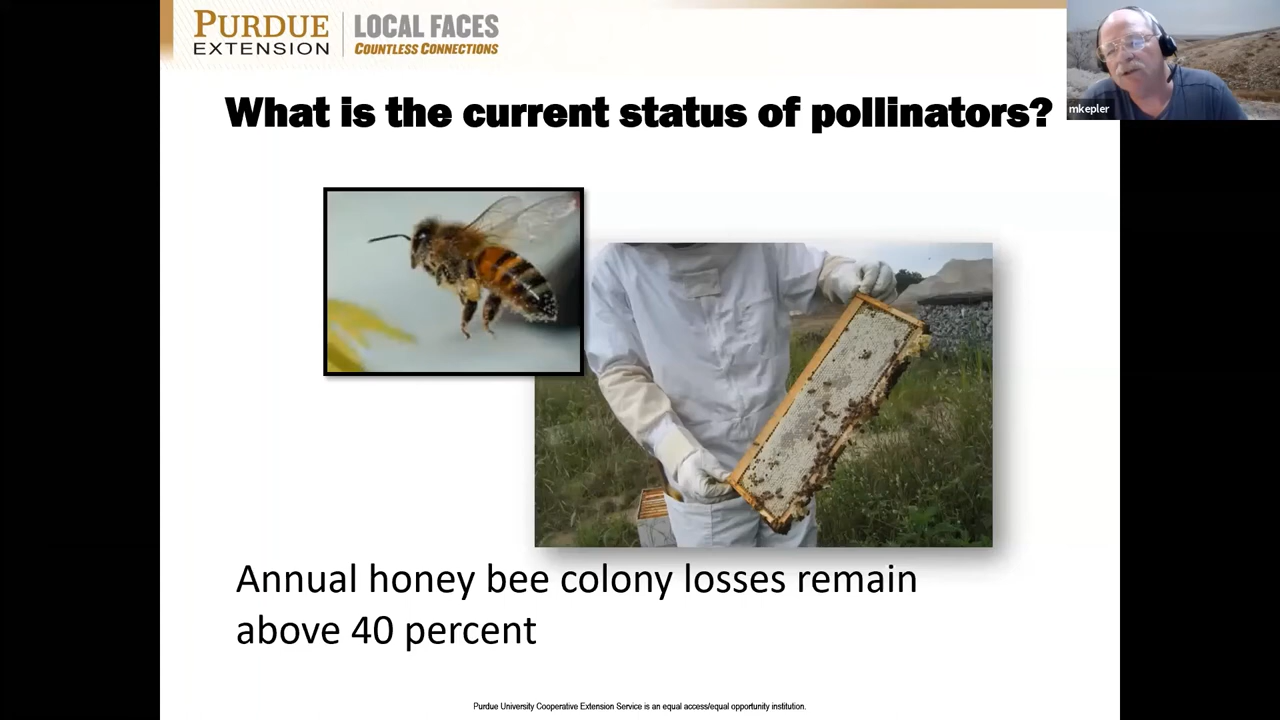 PURDUE
EXTENSION
LOCAL FACES
COUNTLESS CONNECTIONS
mkepler
What is the current status of pollinators?
Annual honey bee colony losses remain
above 40 percent
Purdue University Cooperative Extension Service is an equal access/equal opportunity institution.